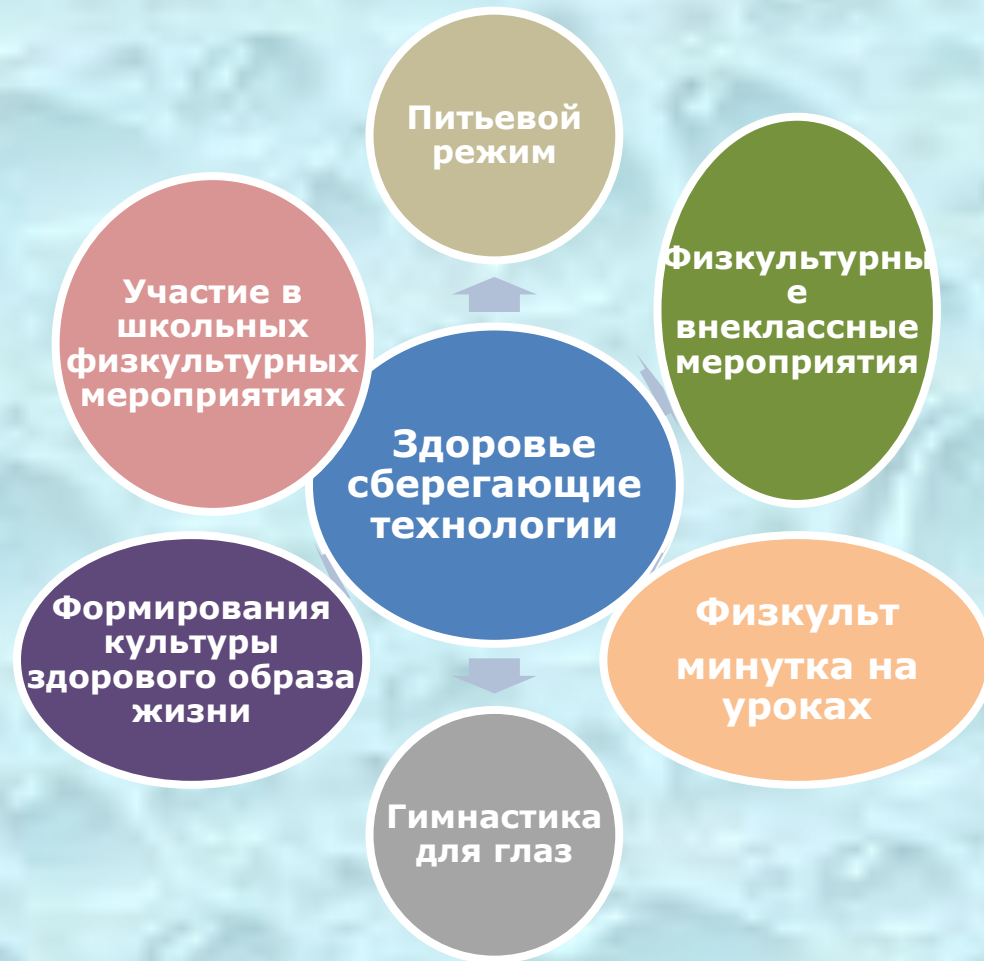 Питьевой
режим
Физкультурны
е
внеклассные
мероприятия
Участие в
школьных
физкультурных
мероприятиях
Здоровье
сберегающие
технологии
Формирования
культуры
здорового образа
жизни
Физкульт
минутка на
уроках
Гимнастика
для глаз